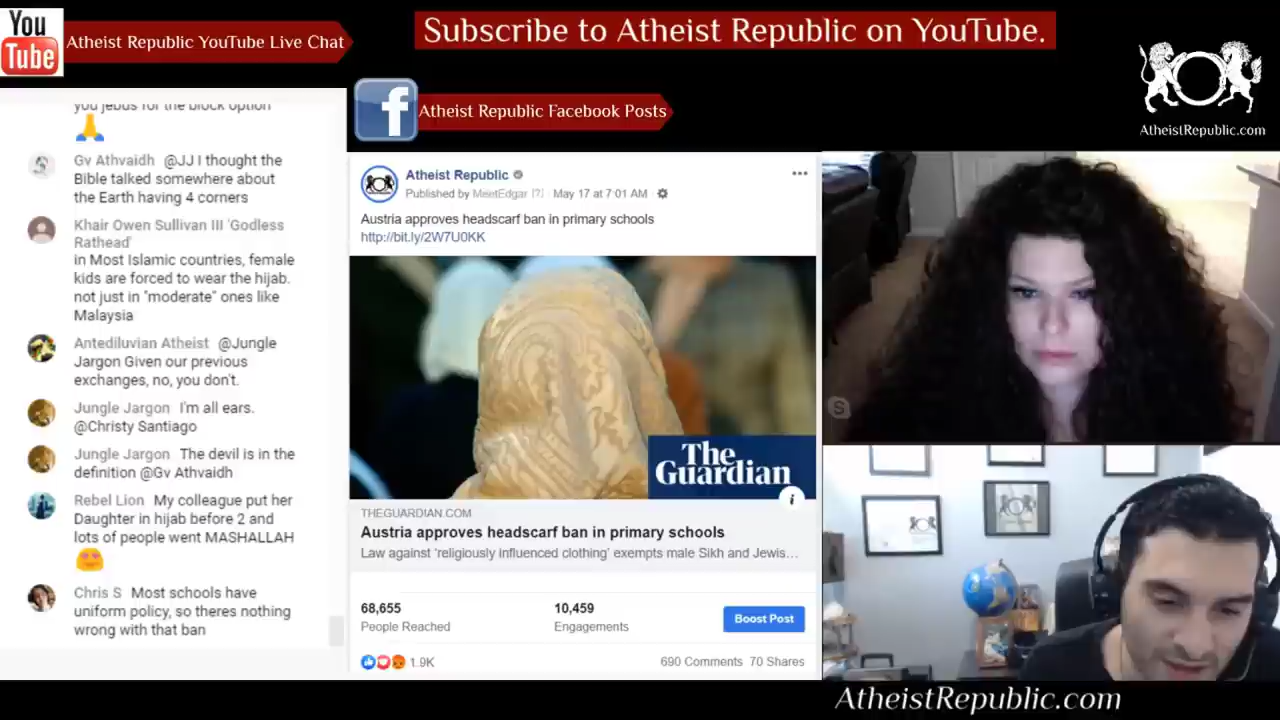 You
Tube
Atheist Republic YouTube Live Chat
Subscribe to Atheist Republic on YouTube.
AtheistRepublic.com
f
Atheist Republic Facebook Posts
you jebus for the block option
Gv Athvaidh @JJ I thought the
Bible talked somewhere about
the Earth having 4 corners
Khair Owen Sullivan III 'Godless
Rathead'
in Most Islamic countries, female
kids are forced to wear the hijab.
not just in "moderate" ones like
Malaysia
Antediluvian Atheist @Jungle
Jargon Given our previous
exchanges, no, you don't.
Jungle Jargon I'm all ears.
@Christy Santiago
Jungle Jargon The devil is in the
definition @Gv Athvaidh
Rebel Lion My colleague put her
Daughter in hijab before 2 and
lots of people went MASHALLAH
Chris S Most schools have
uniform policy, so theres nothing
wrong with that ban
Atheist Republic
Published by MeetEdgar [?] May 17 at 7:01 AM
Austria approves headscarf ban in primary schools
http://bit.ly/2W7U0KK
The
Guardian
i
THEGUARDIAN.COM
Austria approves headscarf ban in primary schools
Law against 'religiously influenced clothing' exempts male Sikh and Jewis...
68,655
People Reached
10,459
Engagements
Boost Post
1.9K
690 Comments 70 Shares
S
AtheistRepublic.com